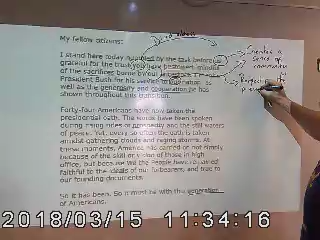 My fellow citizens:
I stand here today humbled by the task before us,
grateful for the trust you have bestowed, mindful
of the sacrifices borne by our
President Bush for his service to our nation, as
well as the generosity and cooperation he has
shown throughout this transition.
Forty-four Americans have now taken the
presidential oath. The words have been spoken
during rising tides of prosperity and the still waters
of peace. Yet, every so often the oath is taken
amidst gathering clouds and raging storms. At
these moments, America has carried on not simply
because of the skill or vision of those in high
office, but because We the People have remained
faithful to the ideals of our forbearers, and true to
our founding documents.
So it has been. So it must be with this generation
of Americans.
Creates a
sense of
2018/03/15 11:34:16